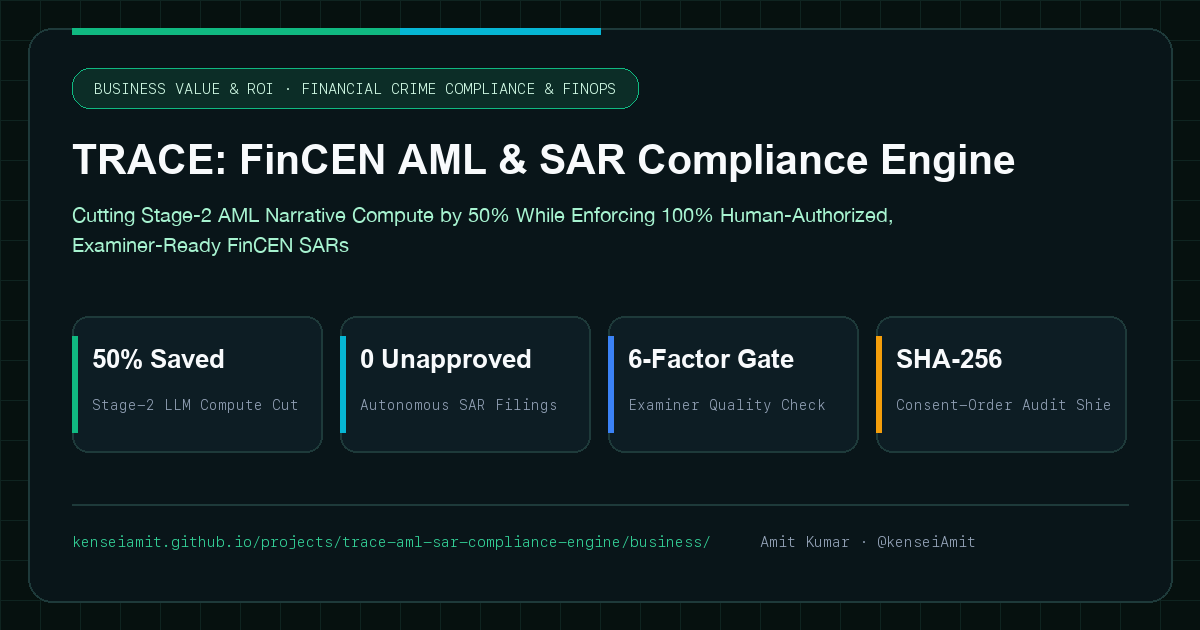 BUSINESS VALUE & ROI · FINANCIAL CRIME COMPLIANCE & FINOPS
TRACE: FinCEN AML & SAR Compliance Engine
Cutting Stage-2 AML Narrative Compute by 50% While Enforcing 100% Human-Authorized,
Examiner-Ready FinCEN SARs
50% Saved
Stage-2 LLM Compute Cut
0 Unapproved
Autonomous SAR Filings
6-Factor Gate
Examiner Quality Check
SHA-256
Consent-Order Audit Shie
kenseiamit.github.io/projects/trace-aml-sar-compliance-engine/business/
Amit Kumar · @kenseiAmit